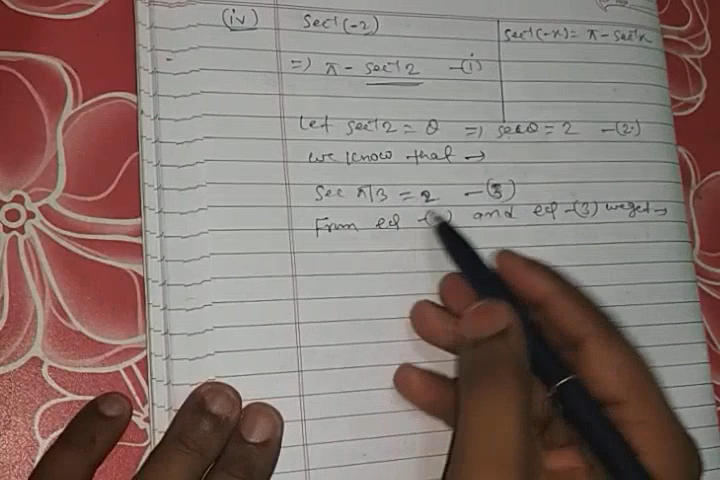 (iv) sec⁻¹(-2)
sec⁻¹(-x) = π - sec⁻¹x
=) π - sec⁻¹2 -(i)
Let sec⁻¹2 = θ =) secθ = 2 -(2)
we know that →
Sec π/3 = 2 -(3)
From eq -( ) and eq -(3) we get →